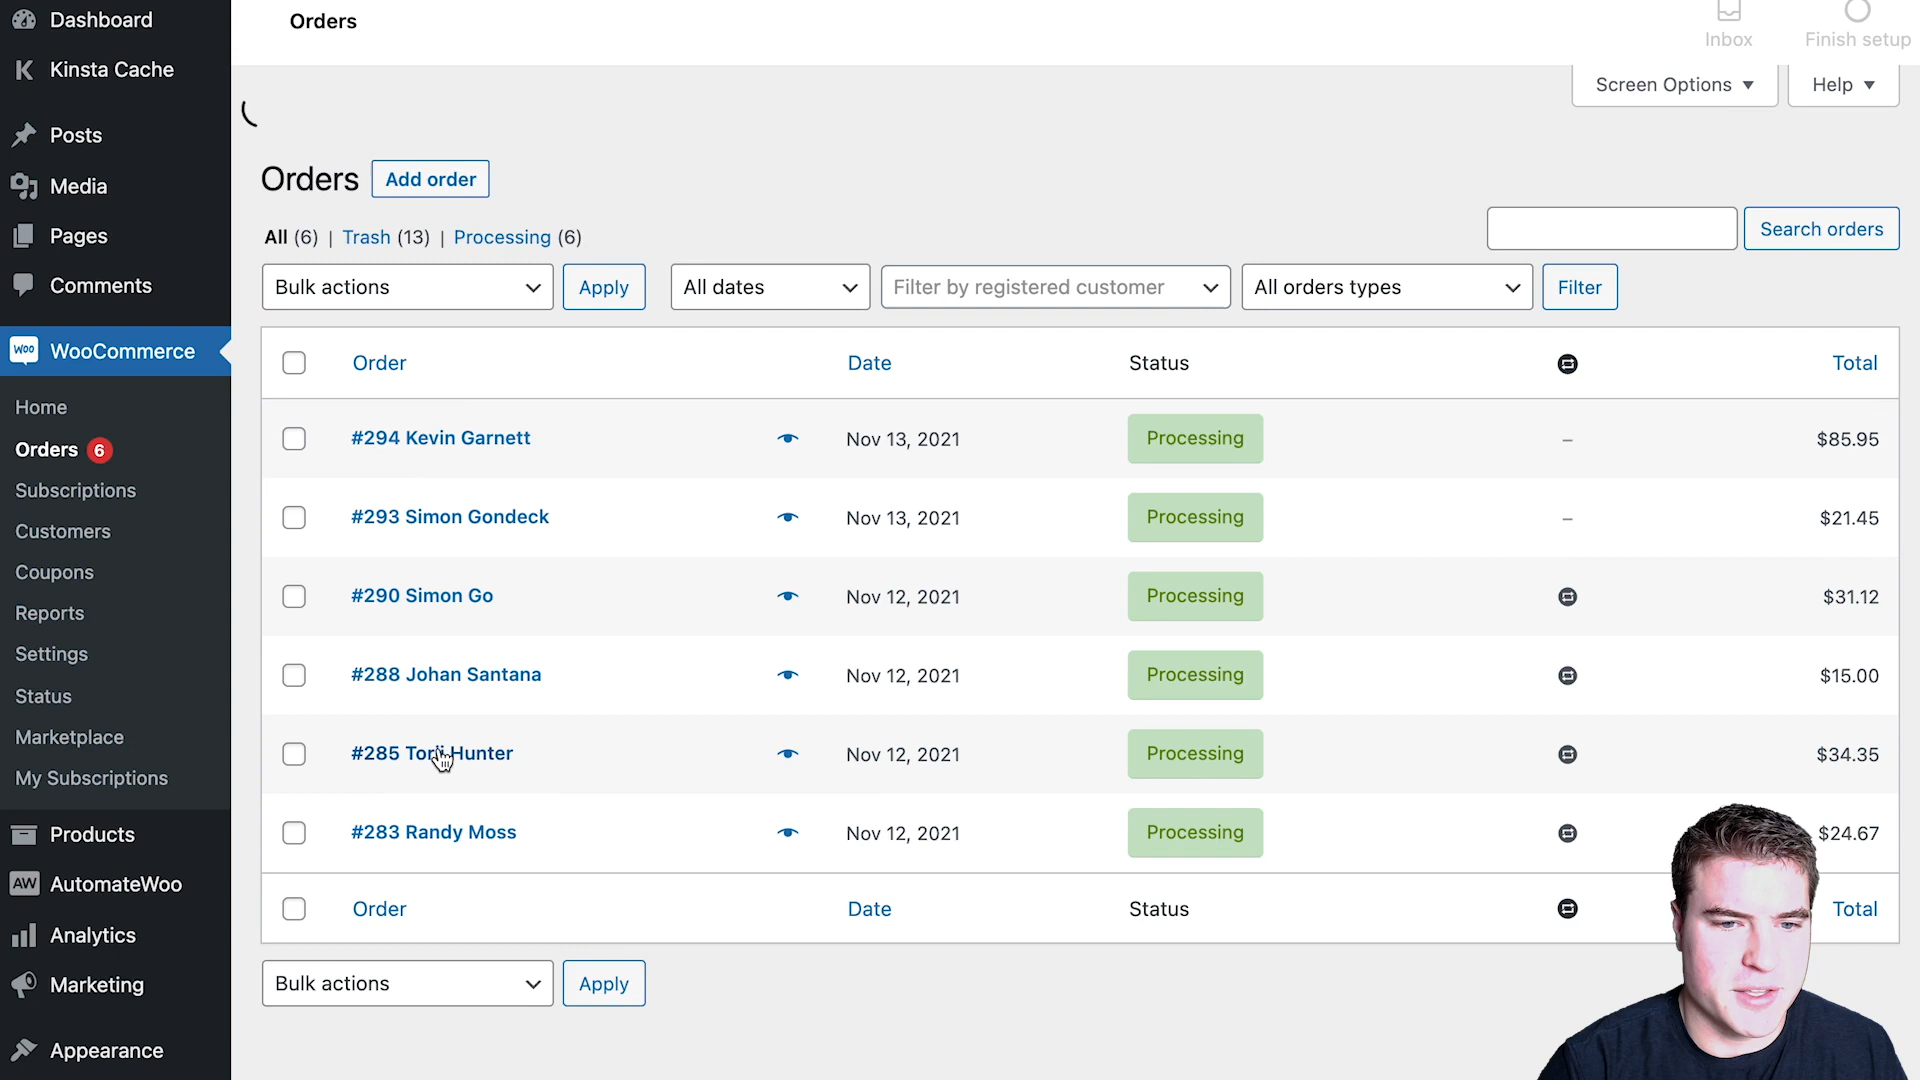 Dashboard
Kinsta Cache
Posts
Media
Pages
Comments
WOO WooCommerce
Home
Orders 6
Subscriptions
Customers
Coupons
Reports
Settings
Status
Marketplace
My Subscriptions
Products
AW AutomateWoo
Analytics
Marketing
Appearance
Orders
Inbox
Finish setup
Screen Options
Help
Orders Add order
All (6) | Trash (13) | Processing (6)
Search orders
Bulk actions Apply All dates Filter by registered customer All orders types Filter
Order Date Status Total
#294 Kevin Garnett Nov 13, 2021 Processing – $85.95
#293 Simon Gondeck Nov 13, 2021 Processing – $21.45
#290 Simon Go Nov 12, 2021 Processing $31.12
#288 Johan Santana Nov 12, 2021 Processing $15.00
#285 Torii Hunter Nov 12, 2021 Processing $34.35
#283 Randy Moss Nov 12, 2021 Processing $24.67
Order Date Status Total
Bulk actions Apply